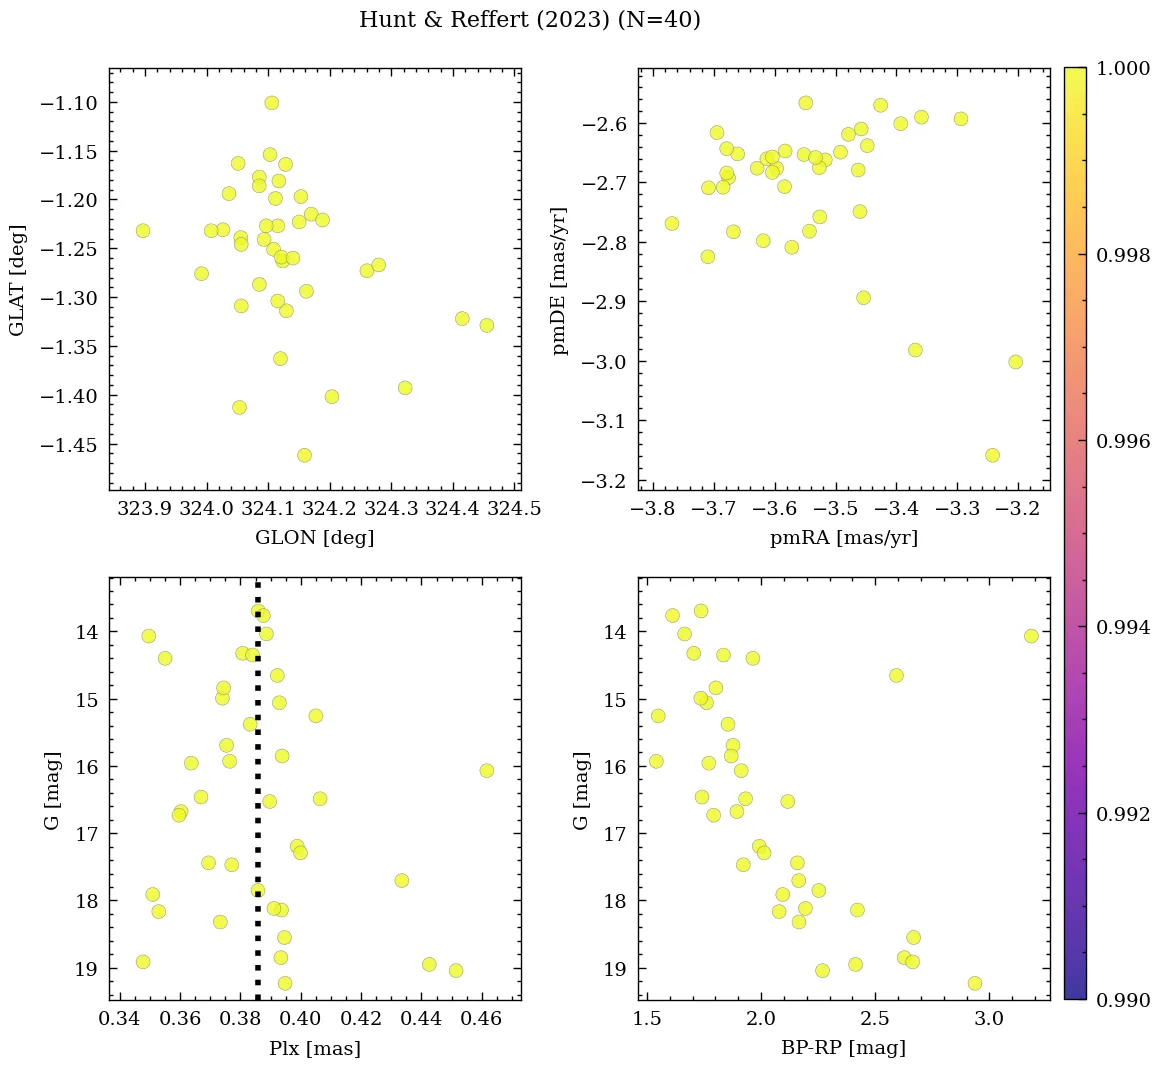 Hunt & Reffert (2023) (N=40)
−1.10
−1.15
−1.20
−1.25
−1.30
−1.35
−1.40
−1.45
GLAT [deg]
323.9 324.0 324.1 324.2 324.3 324.4 324.5
GLON [deg]
−2.6
−2.7
−2.8
−2.9
−3.0
−3.1
−3.2
pmDE [mas/yr]
−3.8 −3.7 −3.6 −3.5 −3.4 −3.3 −3.2
pmRA [mas/yr]
14
15
16
17
18
19
G [mag]
0.34 0.36 0.38 0.40 0.42 0.44 0.46
Plx [mas]
14
15
16
17
18
19
G [mag]
1.5 2.0 2.5 3.0
BP-RP [mag]
1.000
0.998
0.996
0.994
0.992
0.990